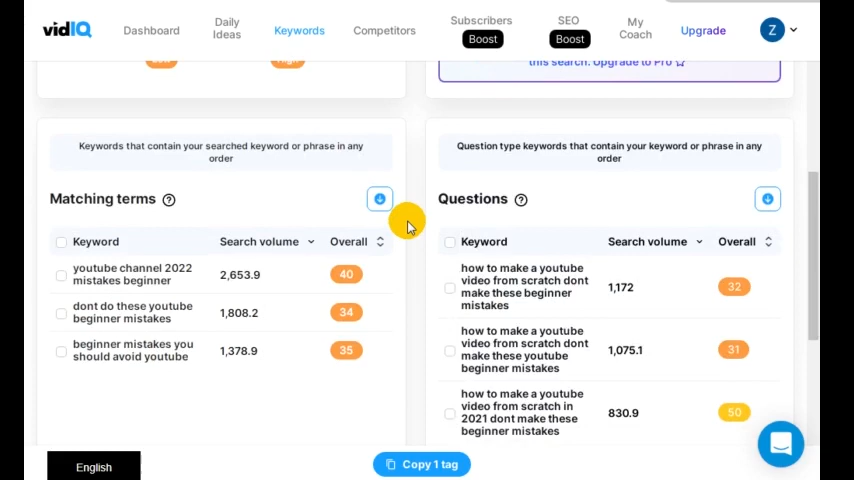 vidIQ
Dashboard
Daily
Ideas
Keywords
Competitors
Subscribers
Boost
SEO
Boost
My
Coach
Upgrade
Z
High
this search. Upgrade to Pro
Keywords that contain your searched keyword or phrase in any
order
Matching terms ?
Keyword Search volume Overall
youtube channel 2022
mistakes beginner
2,653.9 40
dont do these youtube
beginner mistakes
1,808.2 34
beginner mistakes you
should avoid youtube
1,378.9 35
Question type keywords that contain your keyword or phrase in any
order
Questions ?
Keyword Search volume Overall
how to make a youtube
video from scratch dont
make these beginner
mistakes
1,172 32
how to make a youtube
video from scratch dont
make these youtube
beginner mistakes
1,075.1 31
how to make a youtube
video from scratch in
2021 dont make these
beginner mistakes
830.9 50
English
Copy 1 tag